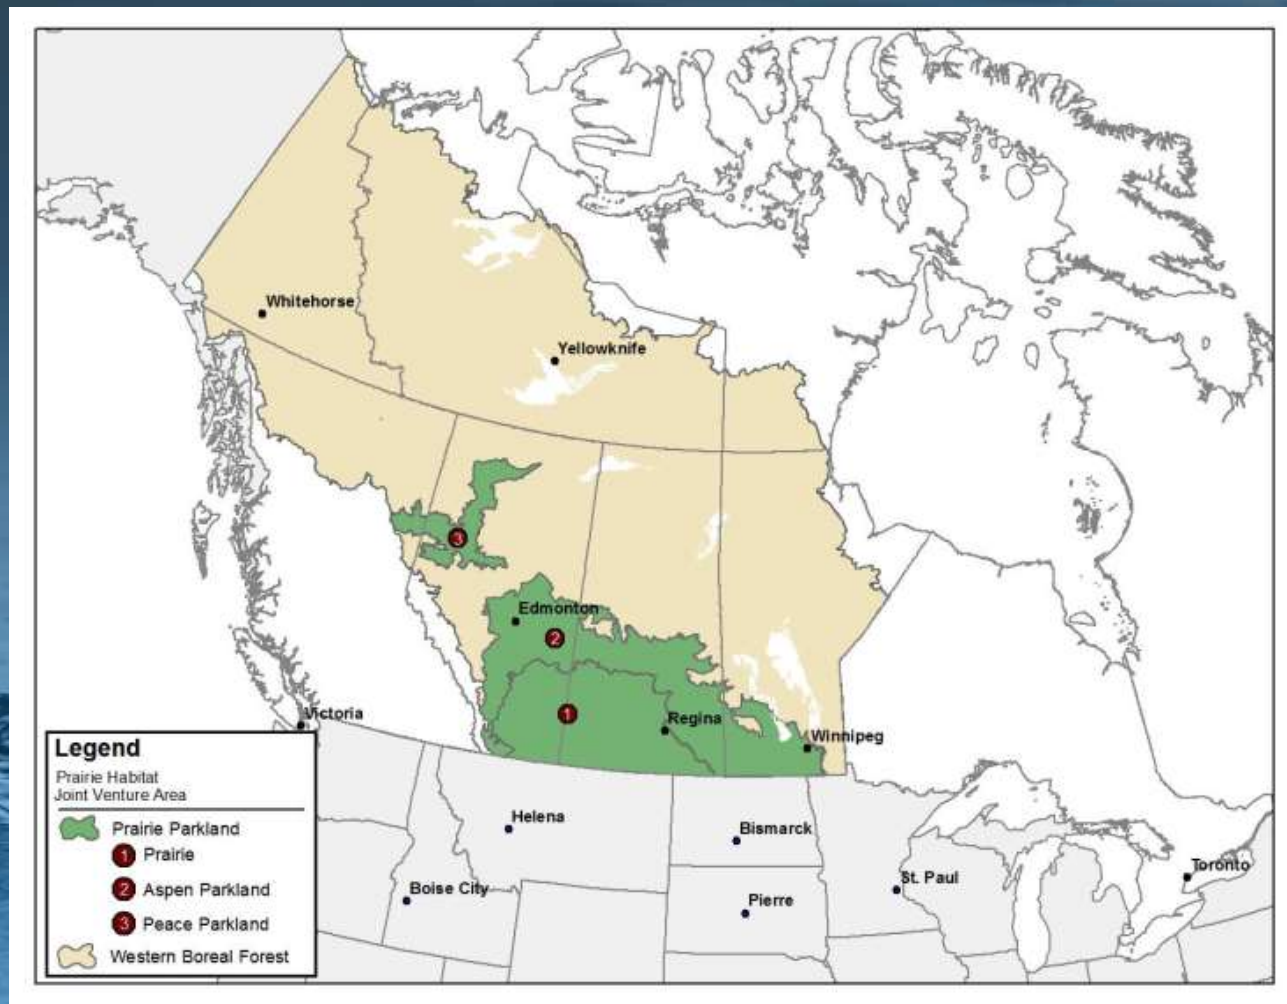 Whitehorse
Yellowknife
3
Edmonton
2
1
Regina
Winnipeg
Victoria
Helena
Bismarck
Boise City
Pierre
St. Paul
Toronto
Legend
Prairie Habitat
Joint Venture Area
Prairie Parkland
1 Prairie
2 Aspen Parkland
3 Peace Parkland
Western Boreal Forest